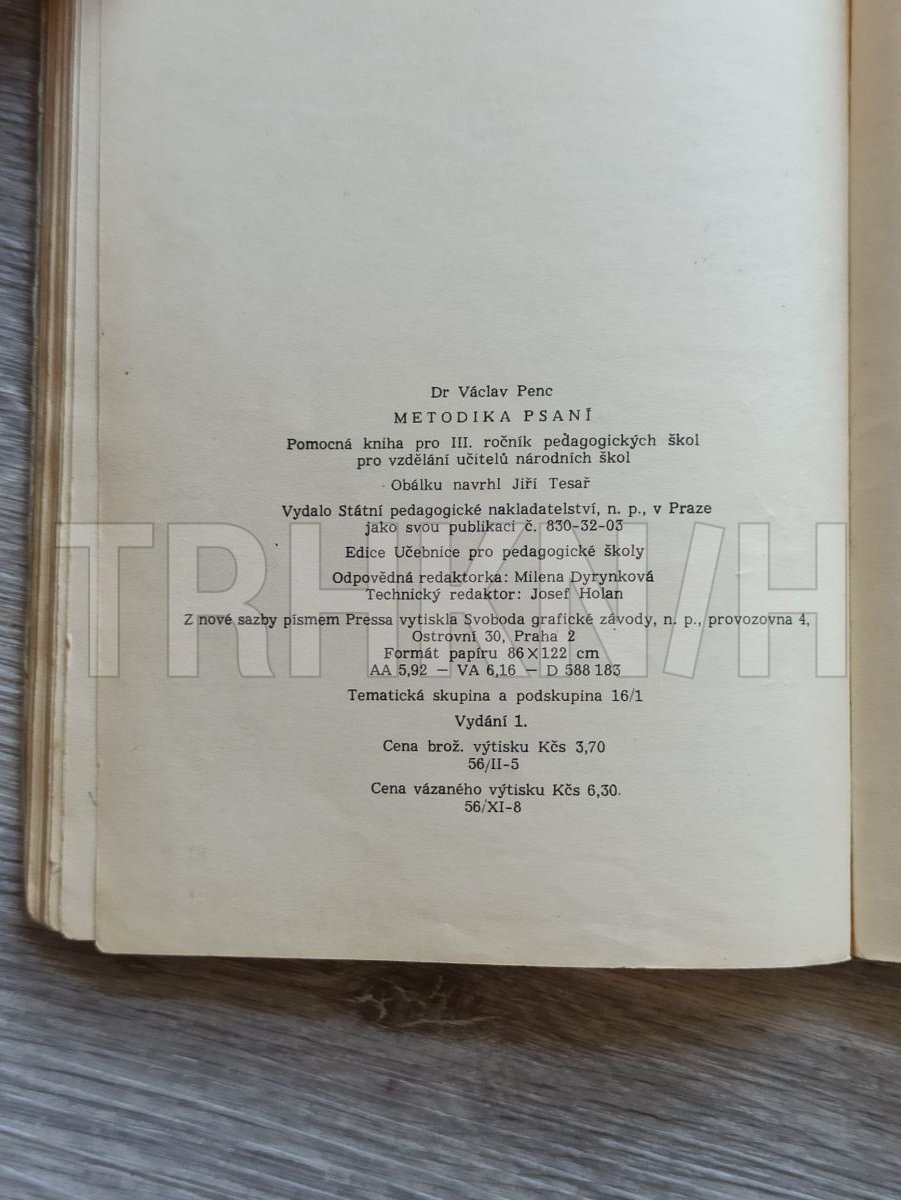 Dr Václav Penc
METODIKA PSANÍ
Pomocná kniha pro III. ročník pedagogických škol
pro vzdělání učitelů národních škol
Obálku navrhl Jiří Tesař
Vydalo Státní pedagogické nakladatelství, n. p., v Praze
jako svou publikaci č. 830-32-03
Edice Učebnice pro pedagogické školy
Odpovědná redaktorka: Milena Dyrynková
Technický redaktor: Josef Holan
Z nové sazby písmem Pressa vytiskla Svoboda grafické závody, n. p., provozovna 4,
Ostrovní 30, Praha 2
Formát papíru 86×122 cm
AA 5,92 — VA 6,16 — D 588 183
Tematická skupina a podskupina 16/1
Vydání 1.
Cena brož. výtisku Kčs 3,70
56/II-5
Cena vázaného výtisku Kčs 6,30.
56/XI-8
TRHKN/H